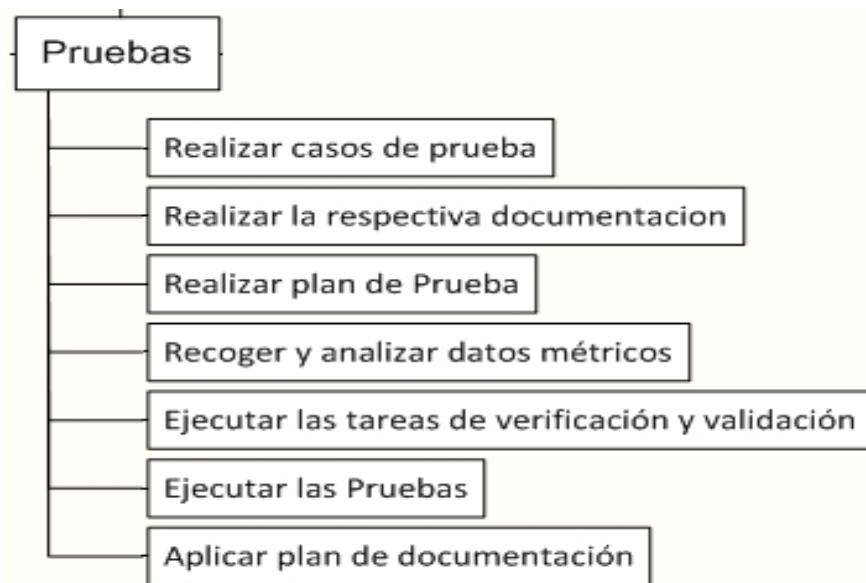 Pruebas
Realizar casos de prueba
Realizar la respectiva documentacion
Realizar plan de Prueba
Recoger y analizar datos métricos
Ejecutar las tareas de verificación y validación
Ejecutar las Pruebas
Aplicar plan de documentación